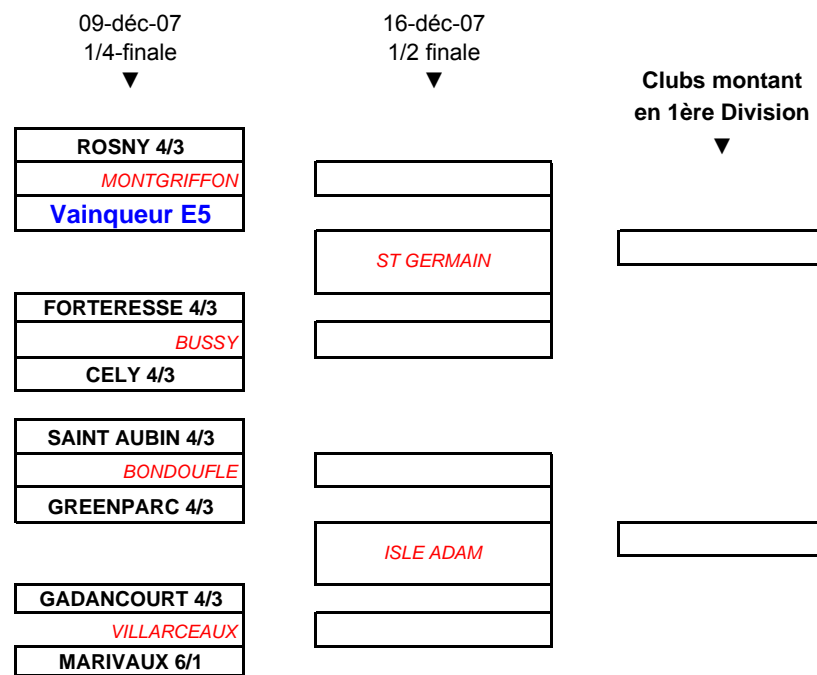 09-déc-07
1/4-finale
▼
16-déc-07
1/2 finale
▼
Clubs montant
en 1ère Division
▼
ROSNY 4/3
MONTGRIFFON
Vainqueur E5
ST GERMAIN
FORTERESSE 4/3
BUSSY
CELY 4/3
SAINT AUBIN 4/3
BONDOUFLE
GREENPARC 4/3
ISLE ADAM
GADANCOURT 4/3
VILLARCEAUX
MARIVAUX 6/1